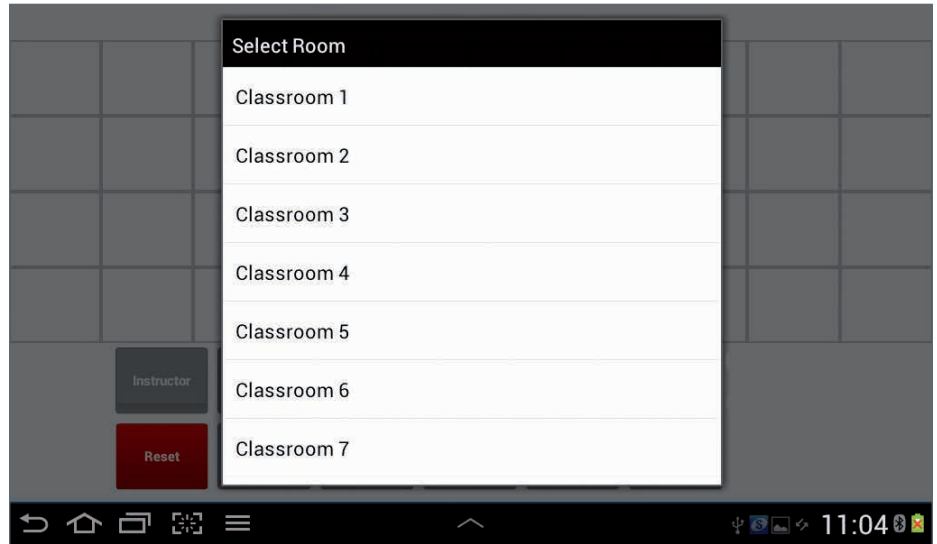 Select Room
Classroom 1
Classroom 2
Classroom 3
Classroom 4
Classroom 5
Classroom 6
Classroom 7
Instructor
Reset
11:04